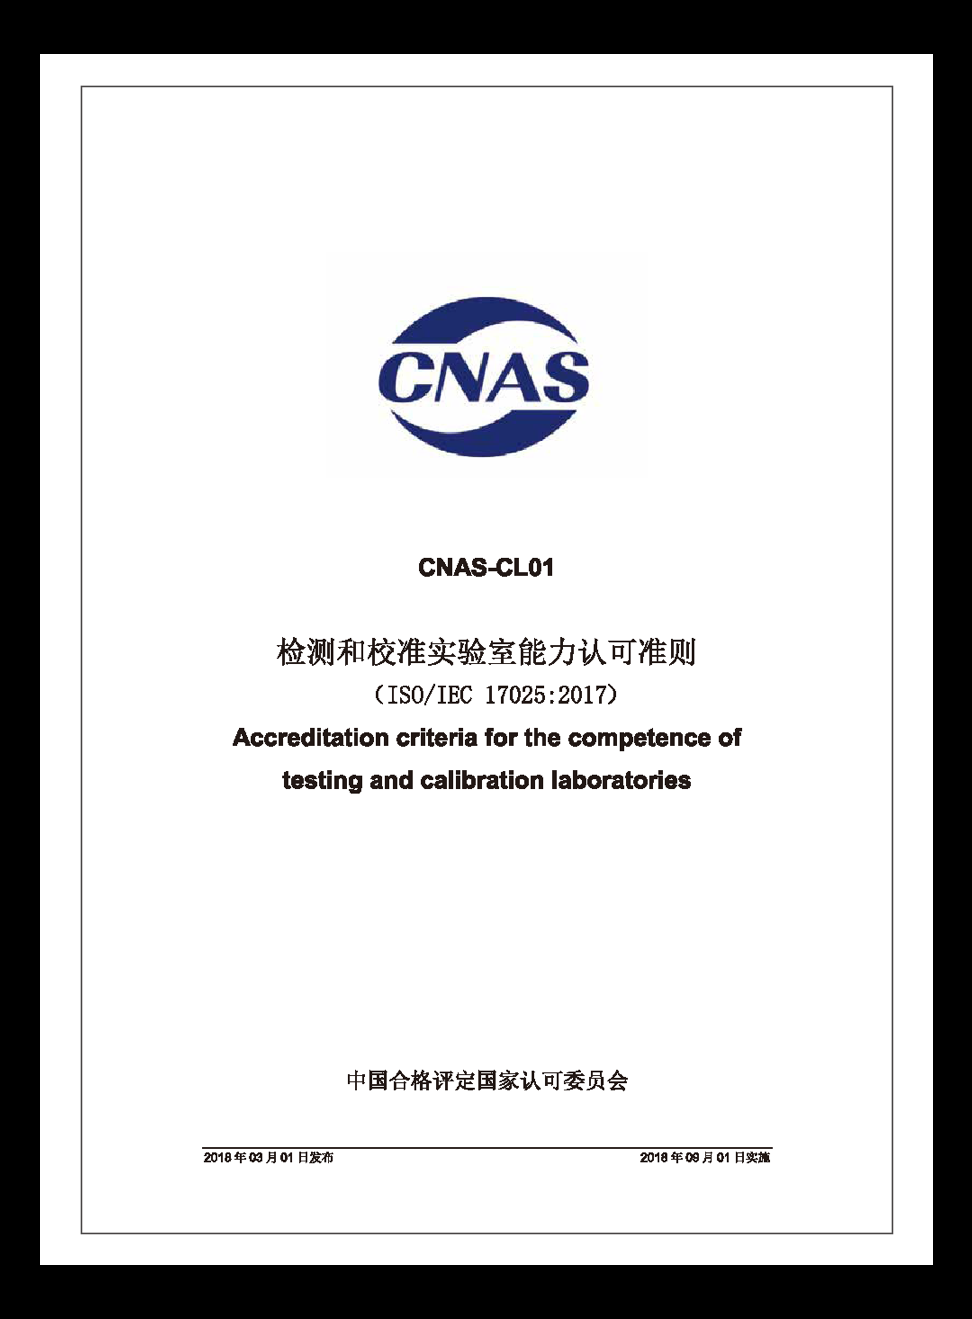 CNAS
CNAS-CL01
检测和校准实验室能力认可准则
（ISO/IEC 17025:2017）
Accreditation criteria for the competence of
testing and calibration laboratories
中国合格评定国家认可委员会
2018 年 03 月 01 日发布 2018 年 09 月 01 日实施